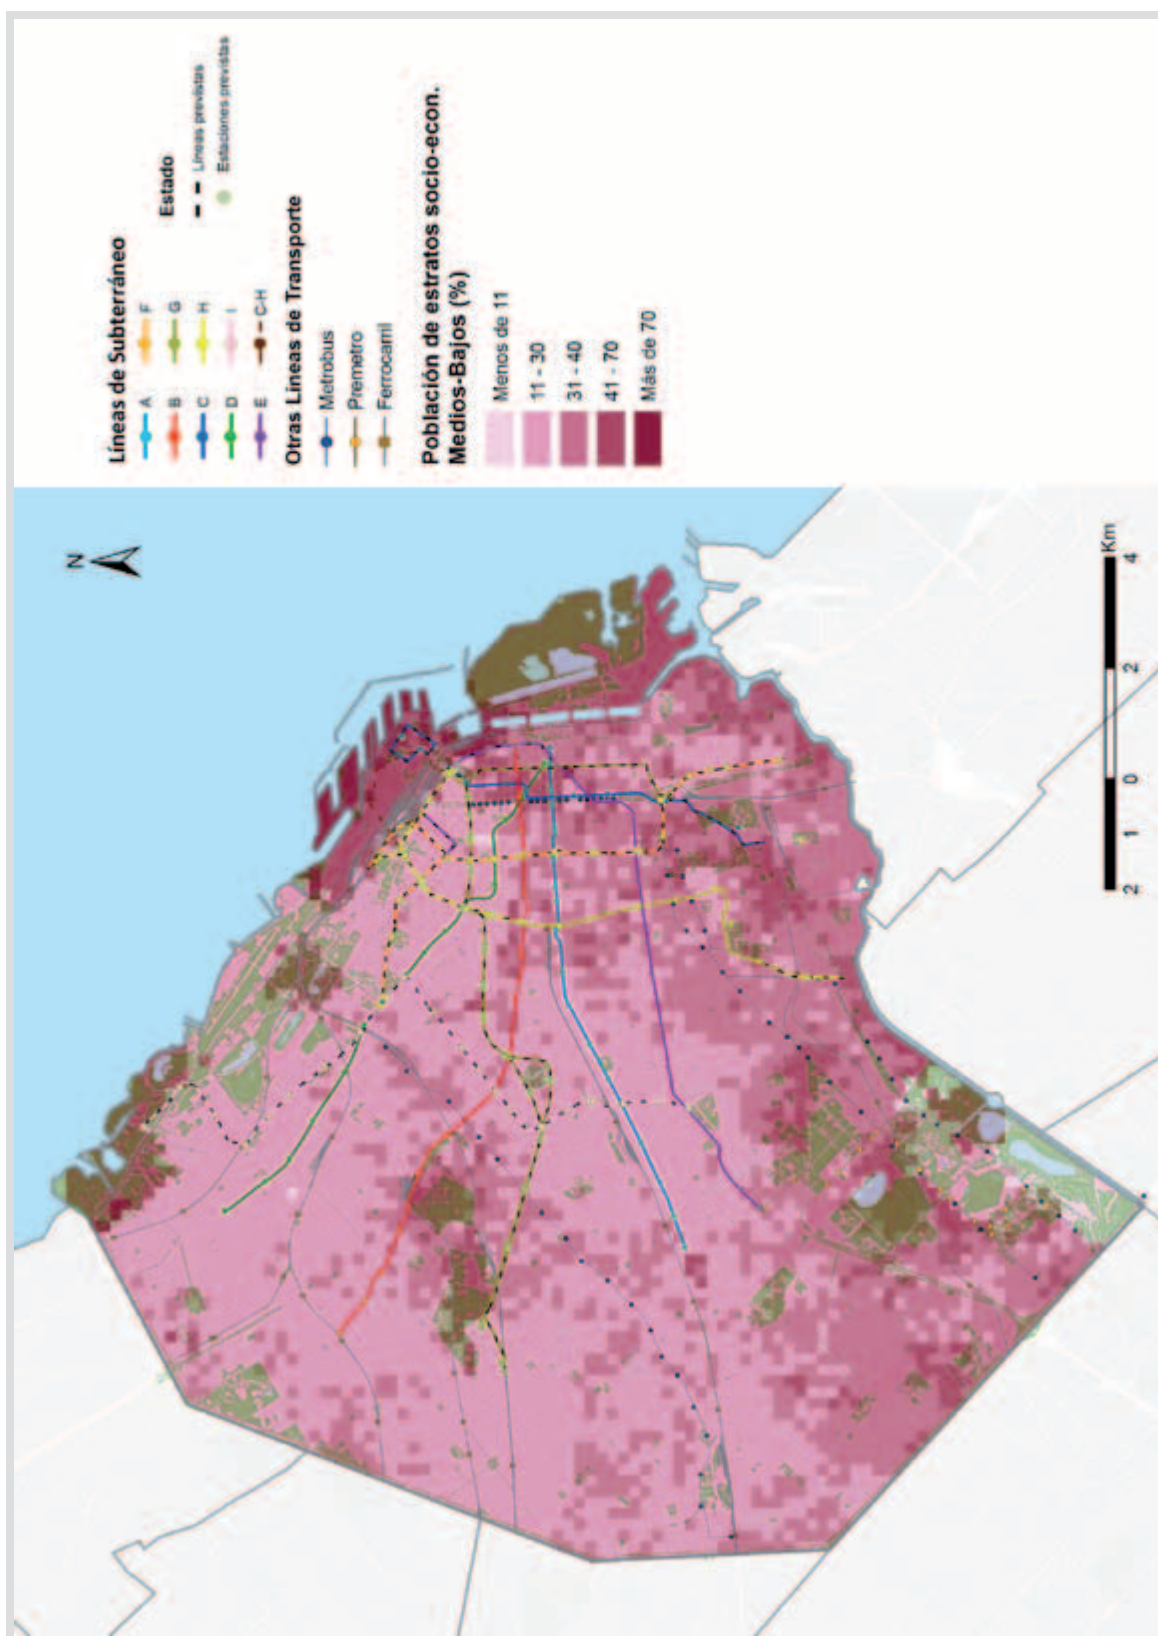 N
Líneas de Subterráneo
A
B
C
D
E
F
G
H
I
C-H
Estado
Líneas previstas
Estaciones previstas
Otras Líneas de Transporte
Metrobus
Premetro
Ferrocarril
Población de estratos socio-econ.
Medios-Bajos (%)
Menos de 11
11 - 30
31 - 40
41 - 70
Más de 70
2 1 0 2 4
Km